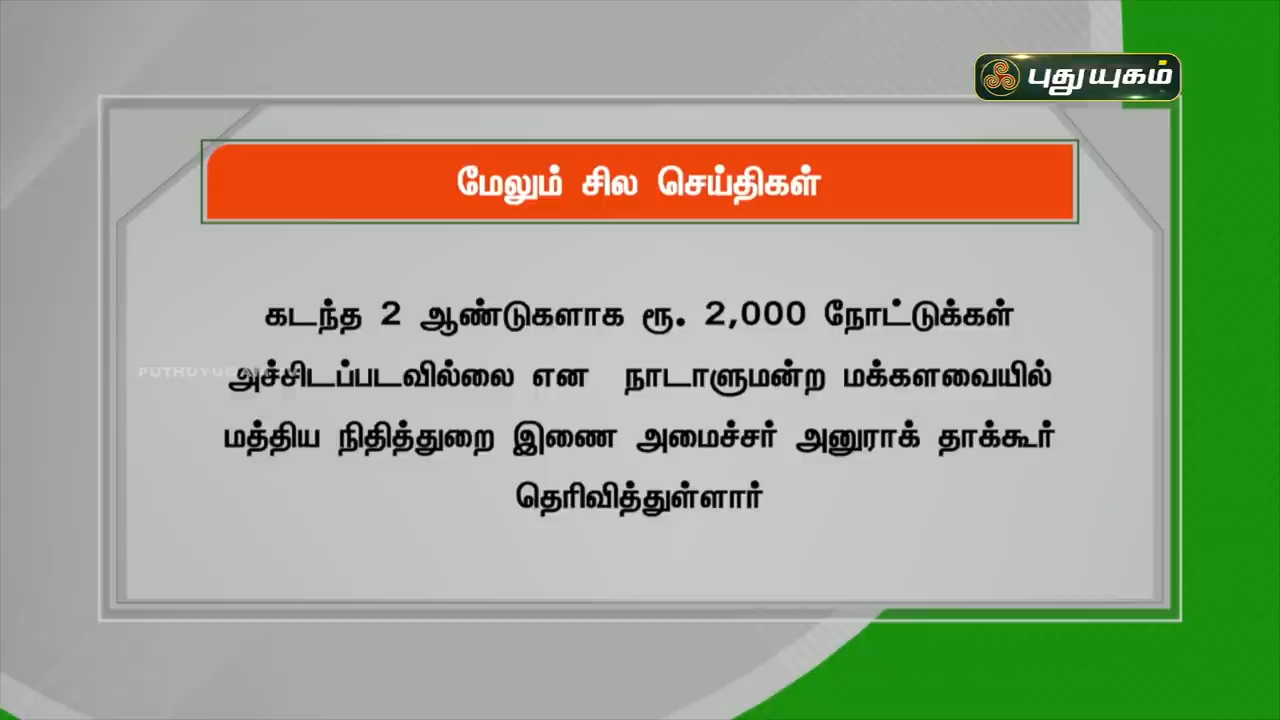 புதுயுகம்
மேலும் சில செய்திகள்
கடந்த 2 ஆண்டுகளாக ரூ. 2,000 நோட்டுக்கள்
அச்சிடப்படவில்லை என நாடாளுமன்ற மக்களவையில்
மத்திய நிதித்துறை இணை அமைச்சர் அனுராக் தாக்கூர்
தெரிவித்துள்ளார்